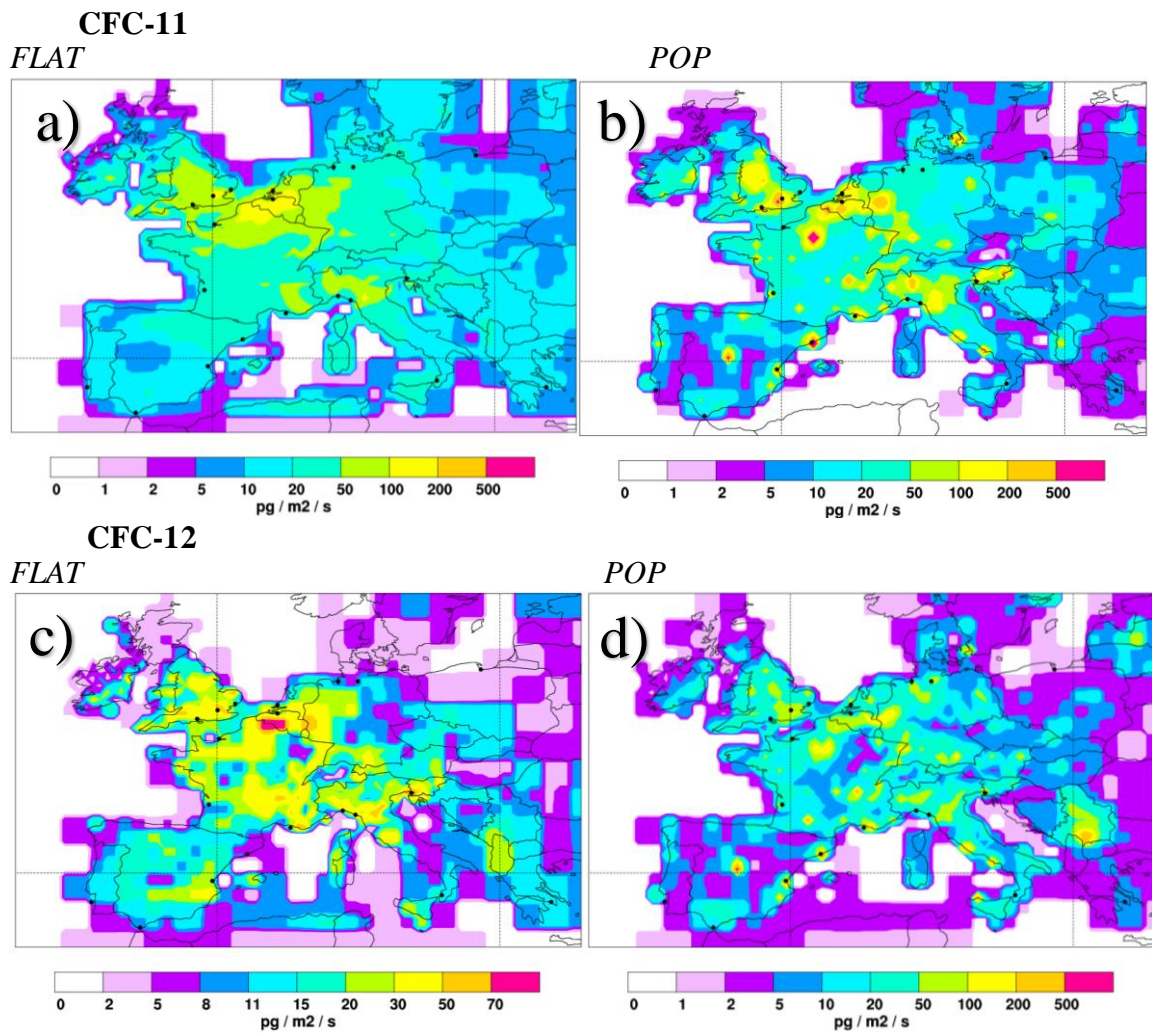 CFC-11
FLAT POP
a) b)
0 1 2 5 10 20 50 100 200 500 0 1 2 5 10 20 50 100 200 500
pg / m2 / s pg / m2 / s
CFC-12
FLAT POP
c) d)
0 2 5 8 11 15 20 30 50 70 0 1 2 5 10 20 50 100 200 500
pg / m2 / s pg / m2 / s